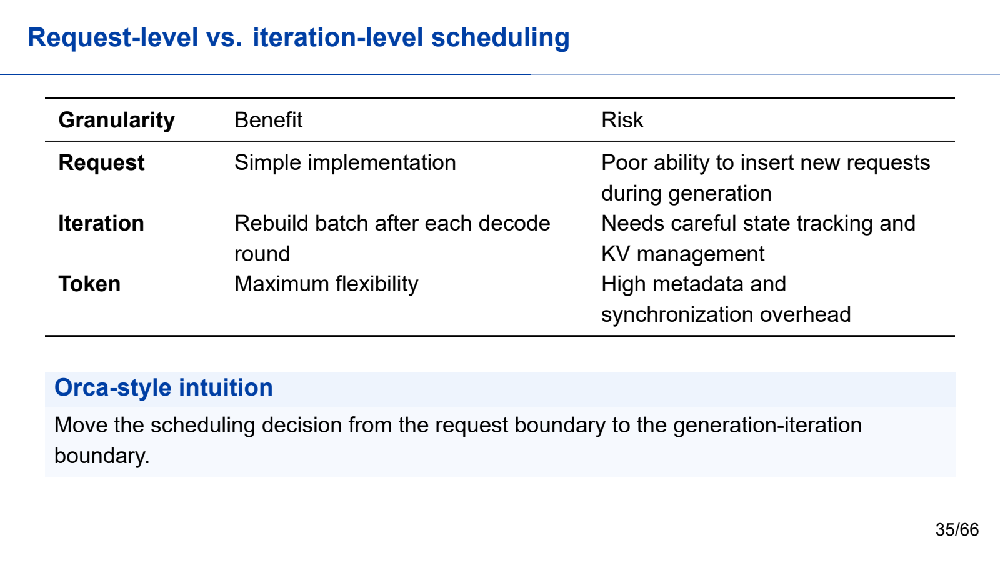 Request-level vs. iteration-level scheduling
Granularity Benefit Risk
Request Simple implementation Poor ability to insert new requests
during generation
Iteration Rebuild batch after each decode Needs careful state tracking and
round KV management
Token Maximum flexibility High metadata and
synchronization overhead
Orca-style intuition
Move the scheduling decision from the request boundary to the generation-iteration
boundary.
35/66